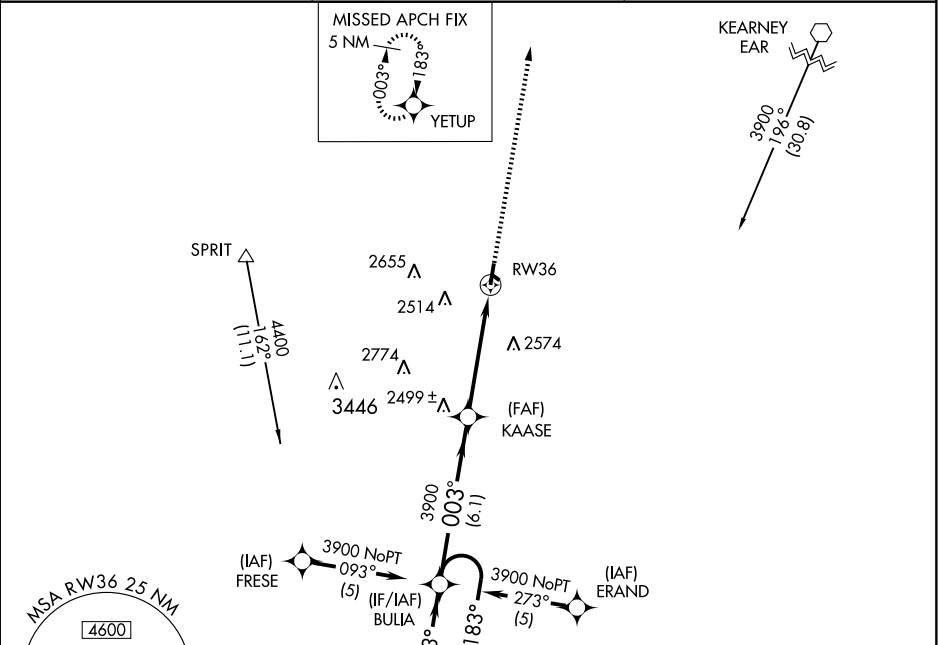 MISSED APCH FIX
5 NM
003°
183°
YETUP
KEARNEY
EAR
3900
196°
(30.8)
SPRIT
4400
162°
(11.1)
2655
2514
RW36
2574
2774
3446
2499 ±
(FAF)
KAASE
3900
003°
(6.1)
(IAF)
FRESE
3900 NoPT
093°
(5)
(IF/IAF)
BULIA
3900 NoPT
273°
(5)
(IAF)
ERAND
183°
MSA RW36 25 NM
4600